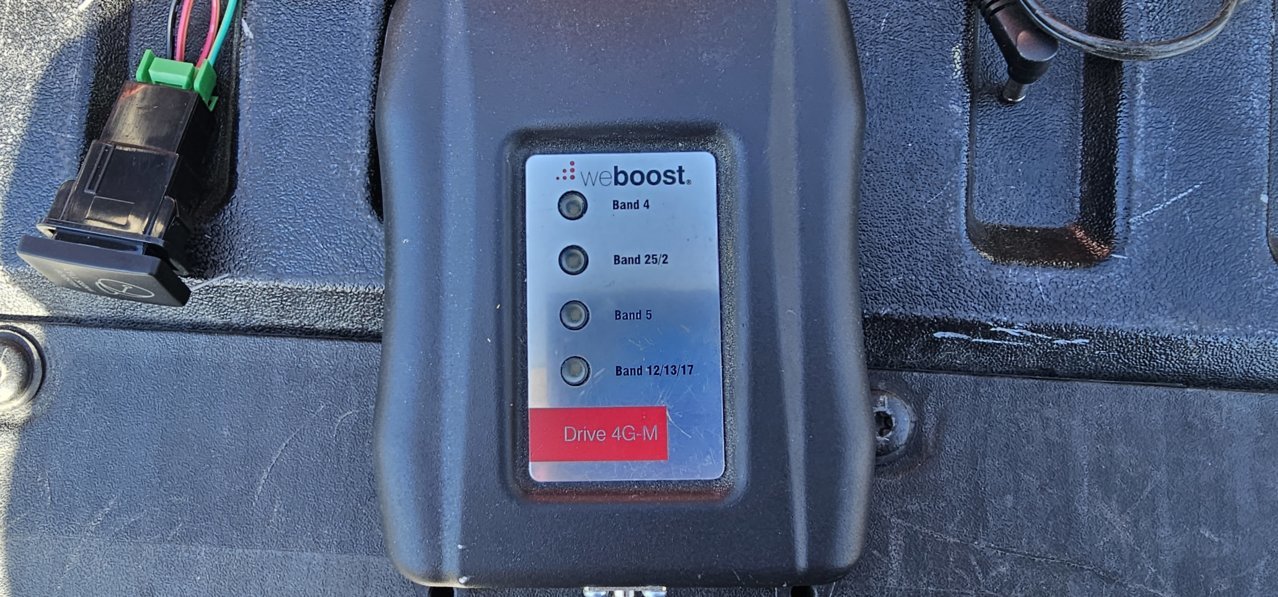 weboost®
Band 4
Band 25/2
Band 5
Band 12/13/17
Drive 4G-M